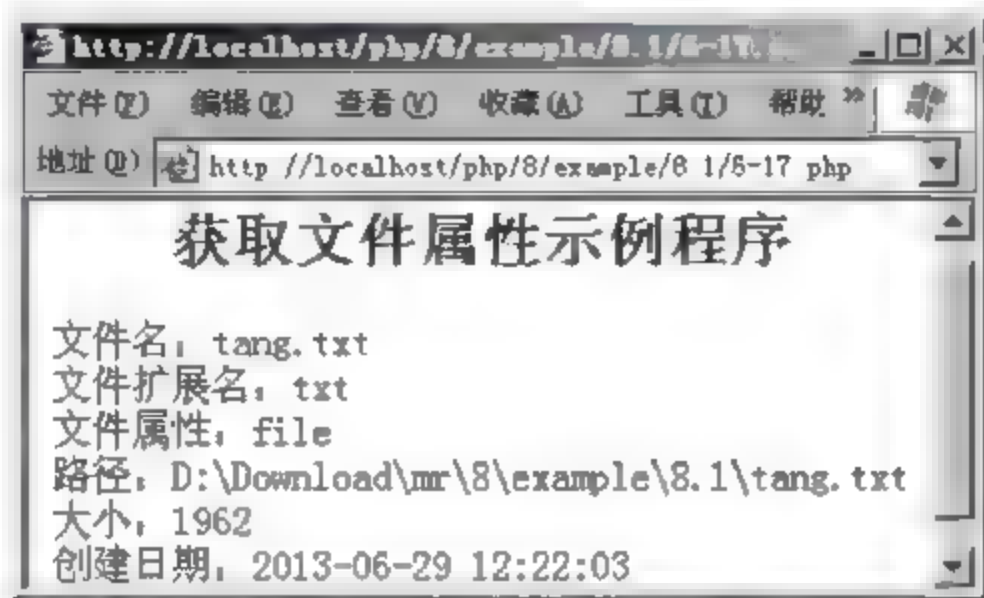 http://localhost/php/8/example/8.1/5-17.
文件(F) 编辑(E) 查看(V) 收藏(A) 工具(T) 帮助 »
地址(D) http //localhost/php/8/example/8 1/5-17 php
获取文件属性示例程序
文件名：tang.txt
文件扩展名：txt
文件属性：file
路径：D:\Download\mr\8\example\8.1\tang.txt
大小：1962
创建日期：2013-06-29 12:22:03